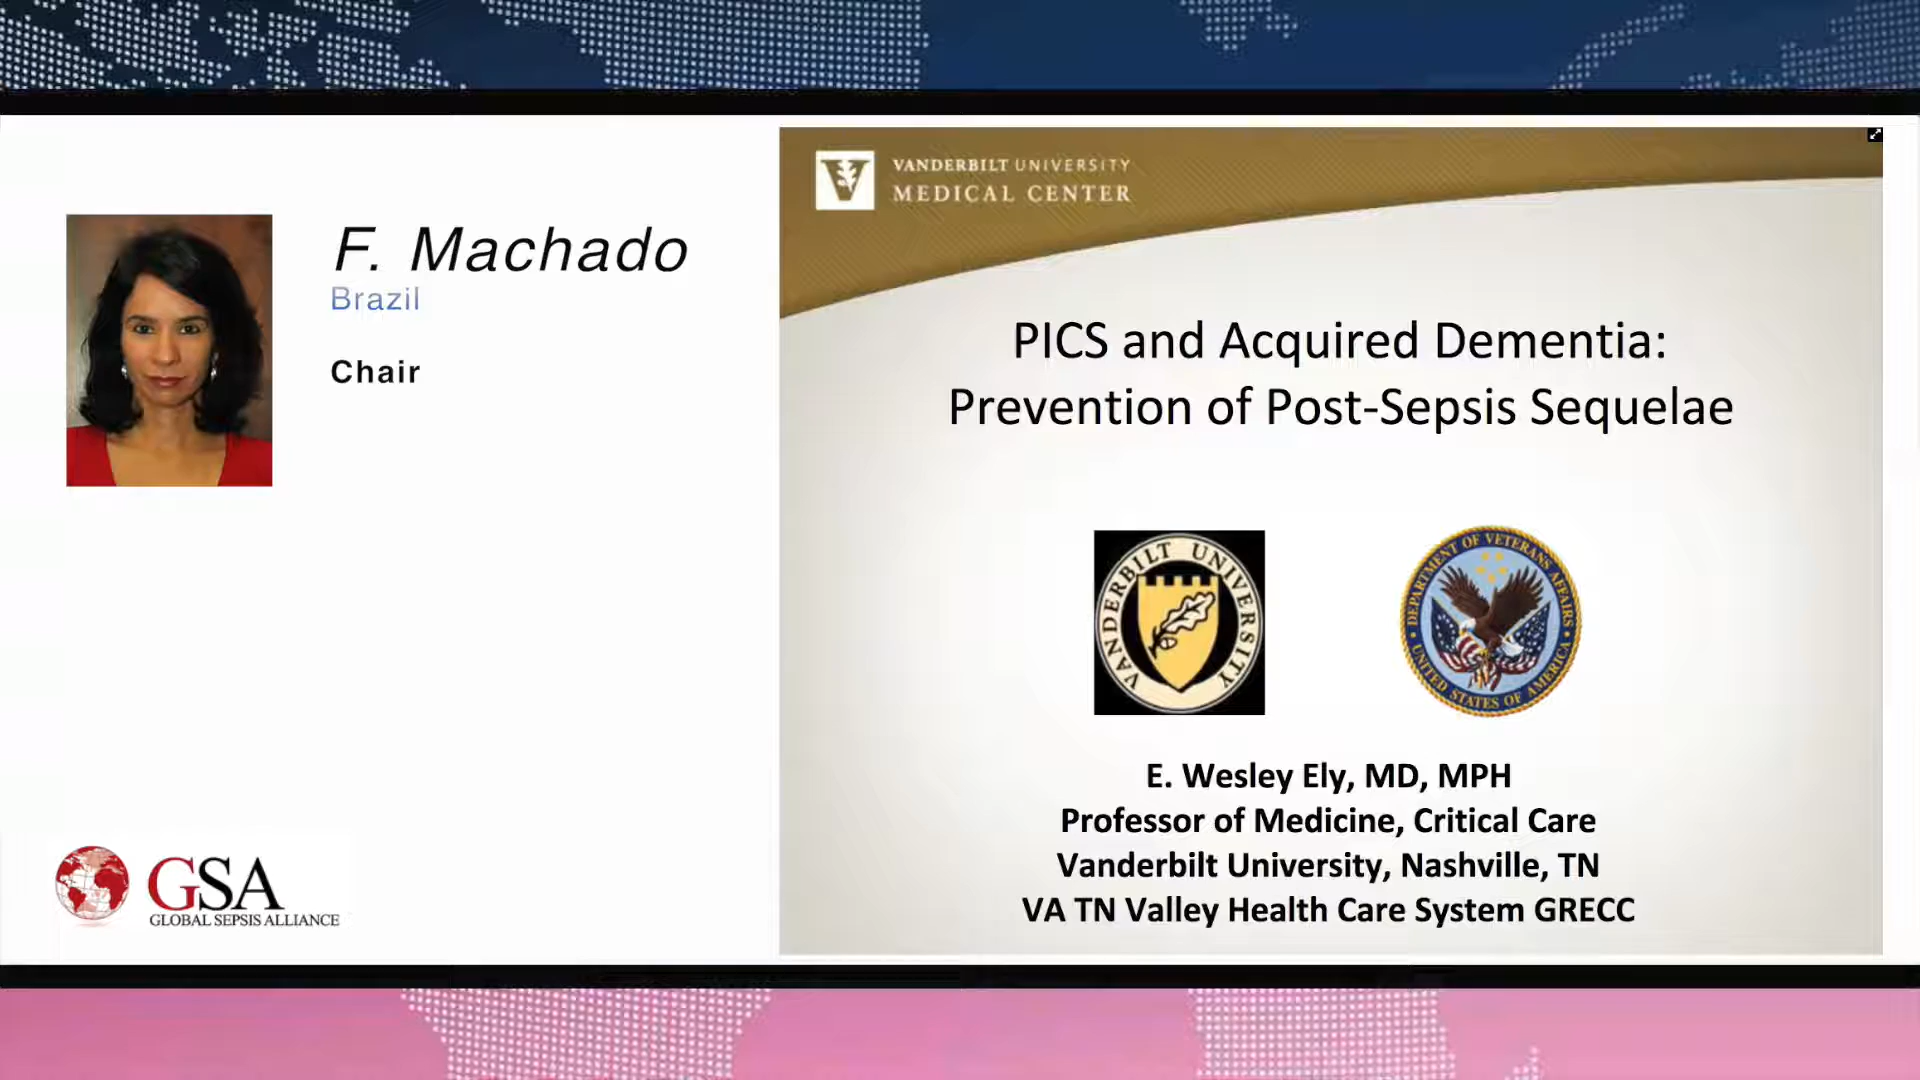 F. Machado
Brazil
Chair
GSA
GLOBAL SEPSIS ALLIANCE
VANDERBILT UNIVERSITY
MEDICAL CENTER
PICS and Acquired Dementia:
Prevention of Post-Sepsis Sequelae
VANDERBILT UNIVERSITY
DEPARTMENT OF VETERANS AFFAIRS
UNITED STATES OF AMERICA
E. Wesley Ely, MD, MPH
Professor of Medicine, Critical Care
Vanderbilt University, Nashville, TN
VA TN Valley Health Care System GRECC